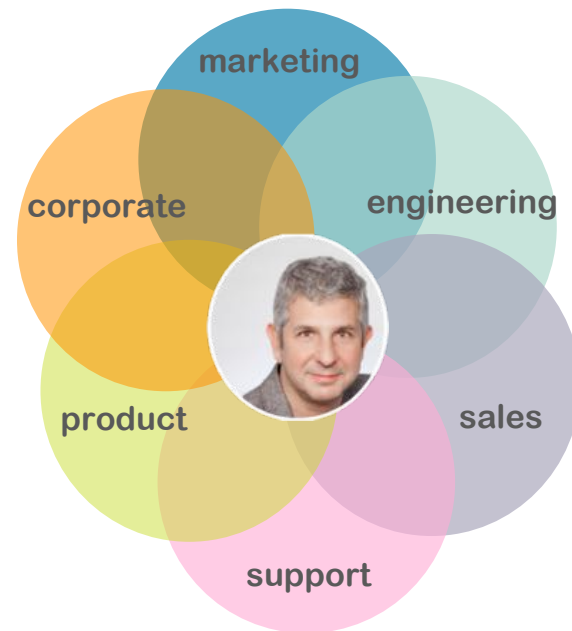 marketing
corporate
engineering
product
sales
support